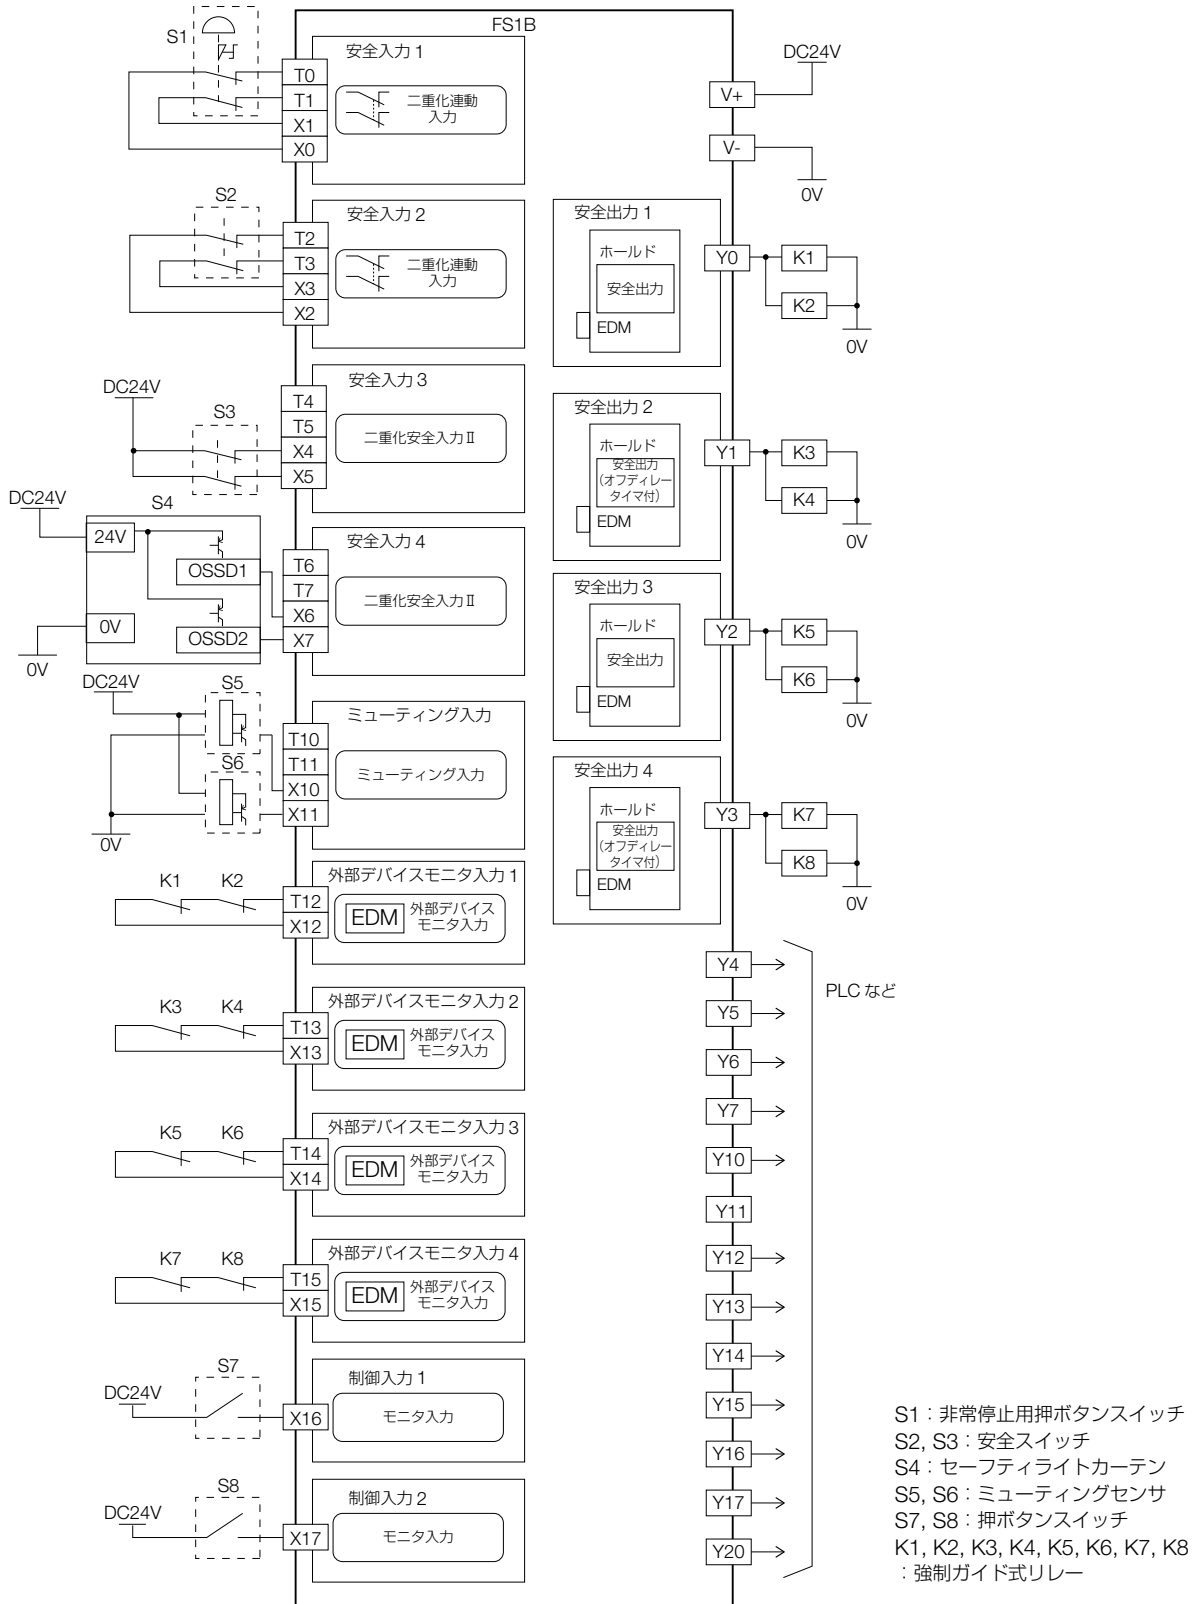 FS1B
S1
安全入力 1
T0
T1
X1
X0
二重化連動
入力
S2
安全入力 2
T2
T3
X3
X2
二重化連動
入力
DC24V
S3
安全入力 3
T4
T5
X4
X5
二重化安全入力Ⅱ
DC24V
S4
24V
OSSD1
0V
OSSD2
0V
安全入力 4
T6
T7
X6
X7
二重化安全入力Ⅱ
DC24V
S5
S6
0V
ミューティング入力
T10
T11
X10
X11
ミューティング入力
K1
K2
外部デバイスモニタ入力 1
T12
X12
EDM
外部デバイス
モニタ入力
K3
K4
外部デバイスモニタ入力 2
T13
X13
EDM
外部デバイス
モニタ入力
K5
K6
外部デバイスモニタ入力 3
T14
X14
EDM
外部デバイス
モニタ入力
K7
K8
外部デバイスモニタ入力 4
T15
X15
EDM
外部デバイス
モニタ入力
DC24V
S7
制御入力 1
X16
モニタ入力
DC24V
S8
制御入力 2
X17
モニタ入力
DC24V
V+
V-
0V
安全出力 1
ホールド
安全出力
EDM
Y0
K1
K2
0V
安全出力 2
ホールド
安全出力
(オフディレー
タイマ付)
EDM
Y1
K3
K4
0V
安全出力 3
ホールド
安全出力
EDM
Y2
K5
K6
0V
安全出力 4
ホールド
安全出力
(オフディレー
タイマ付)
EDM
Y3
K7
K8
0V
Y4
Y5
Y6
Y7
Y10
Y11
Y12
Y13
Y14
Y15
Y16
Y17
Y20
PLC など
S1：非常停止用押ボタンスイッチ
S2, S3：安全スイッチ
S4：セーフティライトカーテン
S5, S6：ミューティングセンサ
S7, S8：押ボタンスイッチ
K1, K2, K3, K4, K5, K6, K7, K8
：強制ガイド式リレー